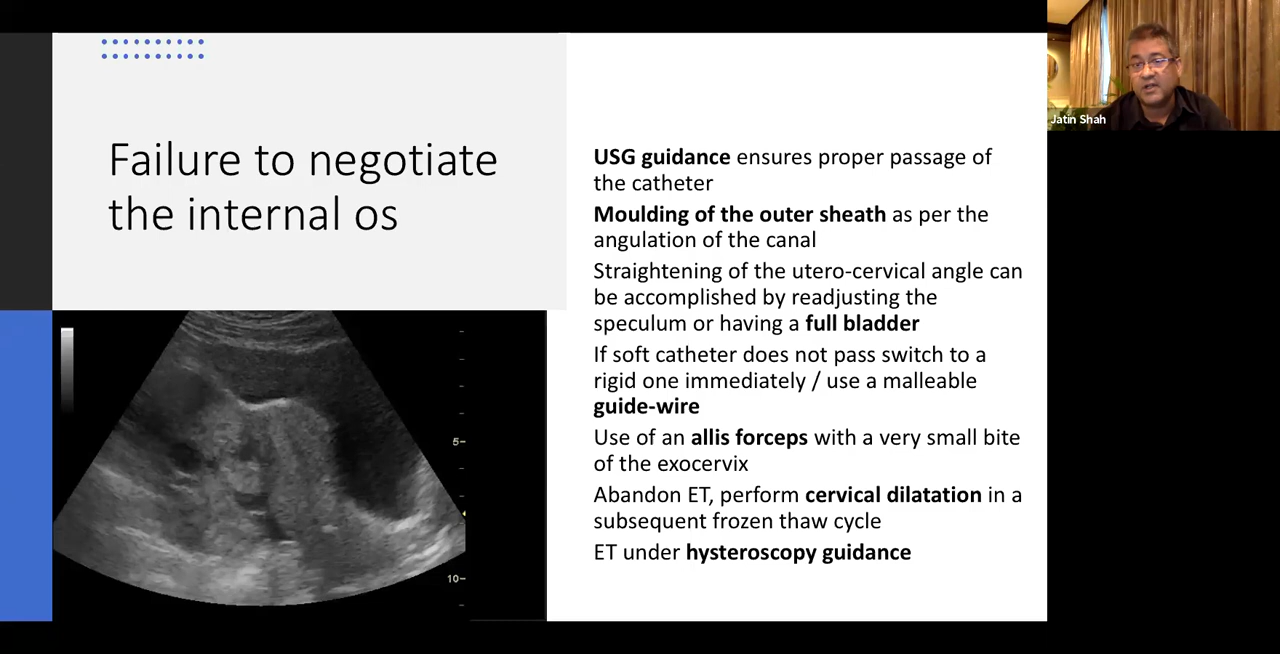 Failure to negotiate
the internal os
USG guidance ensures proper passage of
the catheter
Moulding of the outer sheath as per the
angulation of the canal
Straightening of the utero-cervical angle can
be accomplished by readjusting the
speculum or having a full bladder
If soft catheter does not pass switch to a
rigid one immediately / use a malleable
guide-wire
Use of an allis forceps with a very small bite
of the exocervix
Abandon ET, perform cervical dilatation in a
subsequent frozen thaw cycle
ET under hysteroscopy guidance
5-
10-
Jatin Shah